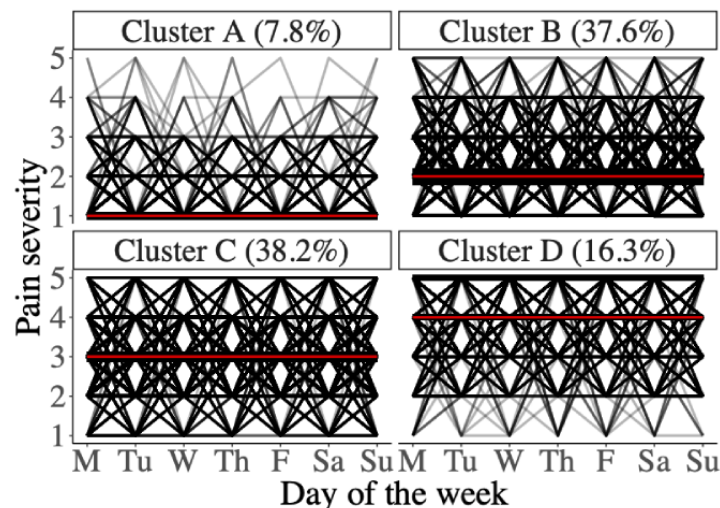 Cluster A (7.8%)
Cluster B (37.6%)
5
4
3
2
1
Cluster C (38.2%)
Cluster D (16.3%)
5
4
3
2
1
Pain severity
M Tu W Th F Sa Su
M Tu W Th F Sa Su
Day of the week